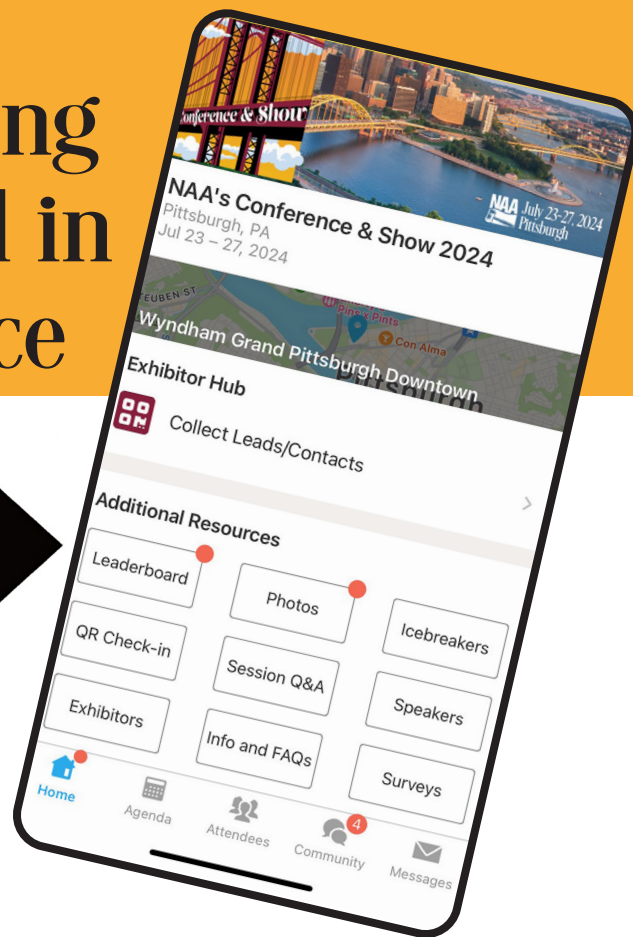 ng
l in
ce
Conference & Show
NAA July 23-27, 2024
Pittsburgh
NAA's Conference & Show 2024
Pittsburgh, PA
Jul 23 – 27, 2024
Pins & Pints
Con Alma
Wyndham Grand Pittsburgh Downtown
Pittsburgh
Exhibitor Hub
Collect Leads/Contacts
Additional Resources
Leaderboard
Photos
Icebreakers
QR Check-in
Session Q&A
Speakers
Exhibitors
Info and FAQs
Surveys
Home
Agenda
Attendees
4
Community
Messages